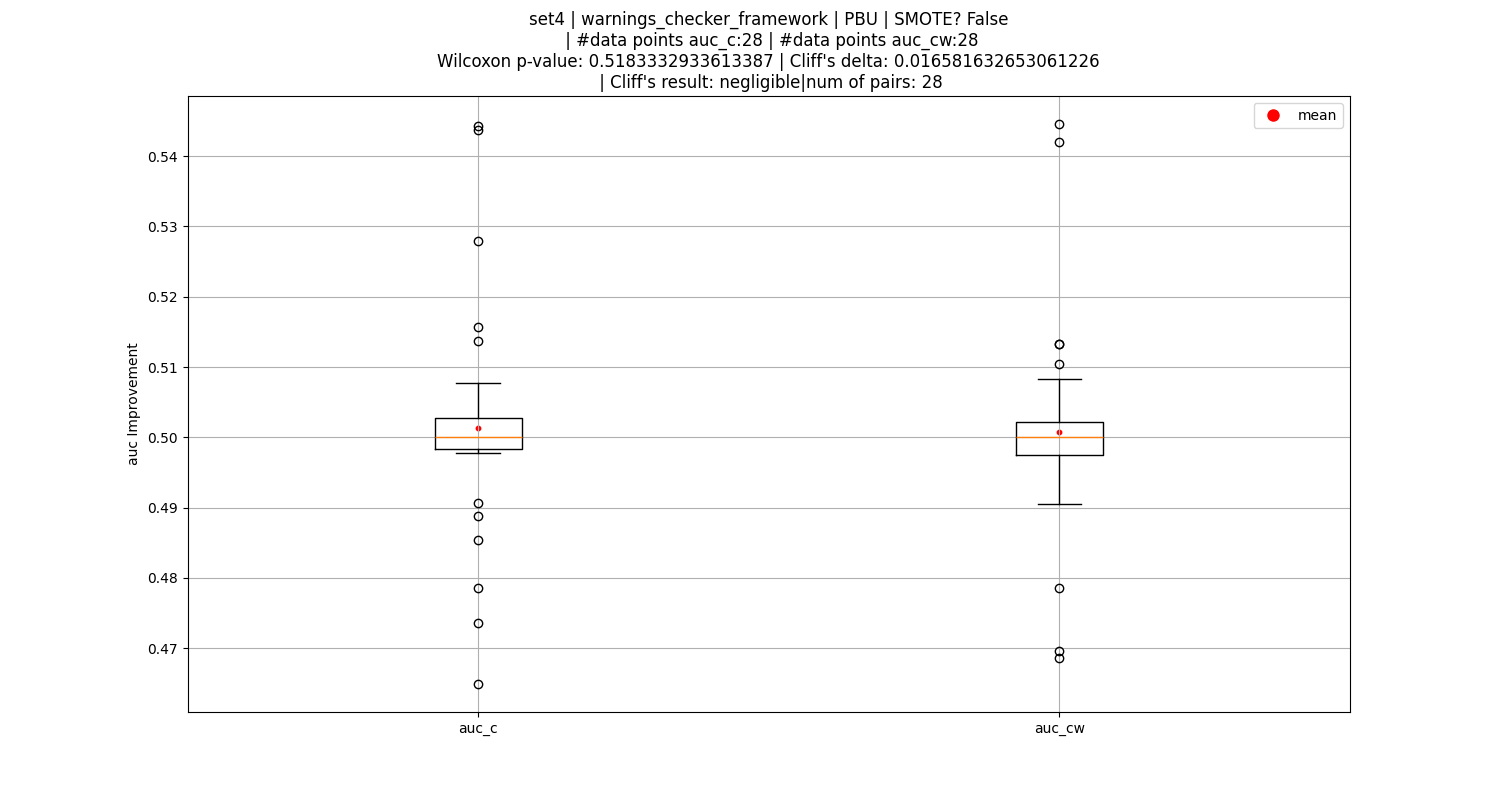 set4 | warnings_checker_framework | PBU | SMOTE? False
| #data points auc_c:28 | #data points auc_cw:28
Wilcoxon p-value: 0.5183332933613387 | Cliff's delta: 0.016581632653061226
| Cliff's result: negligible|num of pairs: 28
mean
0.54
0.53
0.52
0.51
0.50
0.49
0.48
0.47
auc Improvement
auc_c
auc_cw